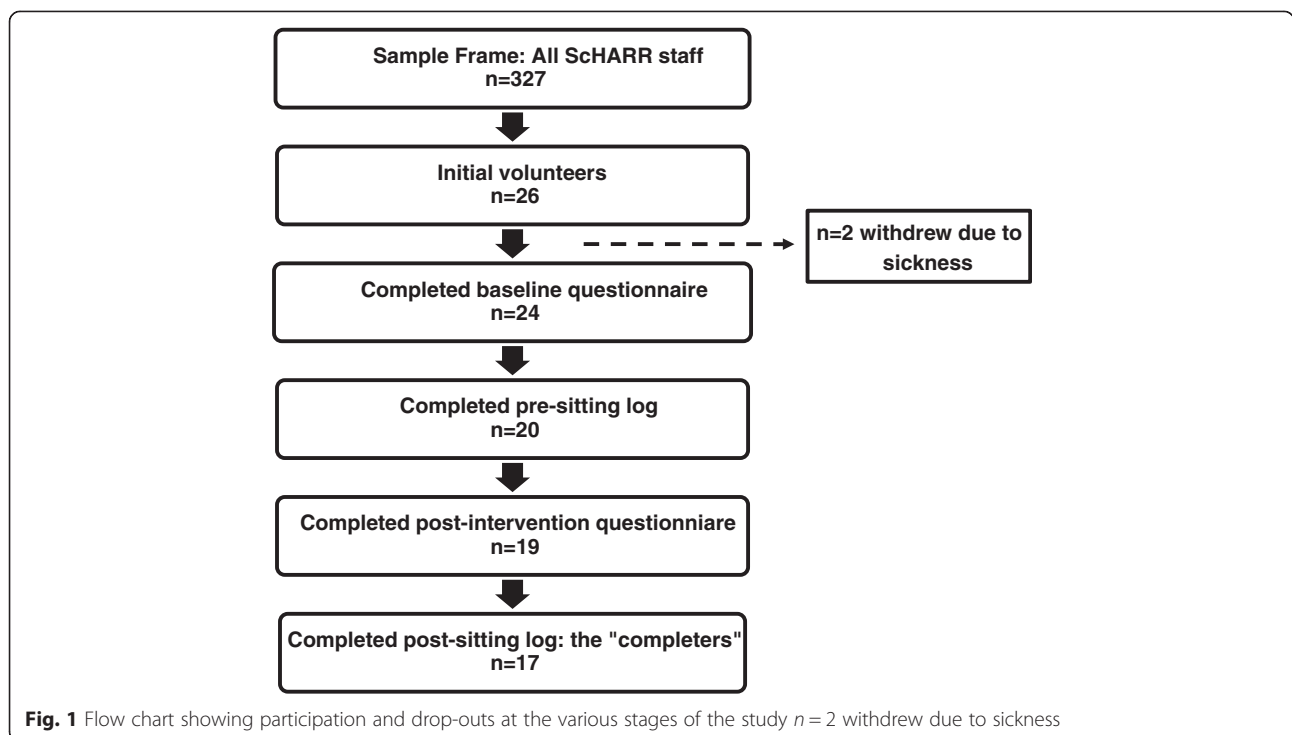 Sample Frame: All ScHARR staff
n=327
Initial volunteers
n=26
n=2 withdrew due to
sickness
Completed baseline questionnaire
n=24
Completed pre-sitting log
n=20
Completed post-intervention questionniare
n=19
Completed post-sitting log: the "completers"
n=17
Fig. 1 Flow chart showing participation and drop-outs at the various stages of the study n = 2 withdrew due to sickness